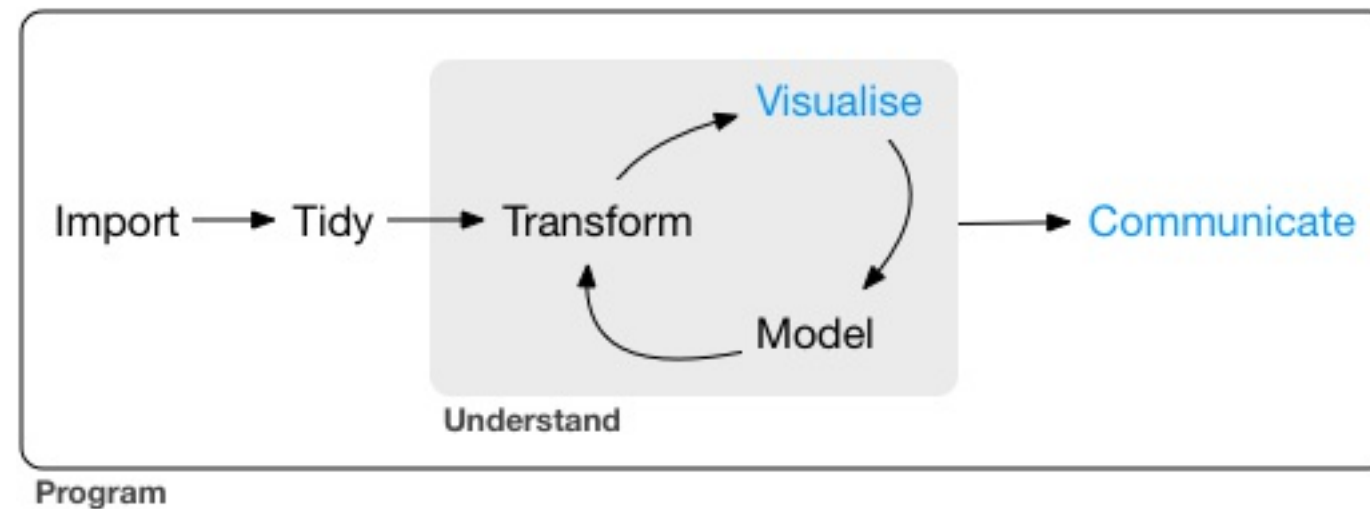 Visualise
Import Tidy Transform Communicate
Model
Understand
Program